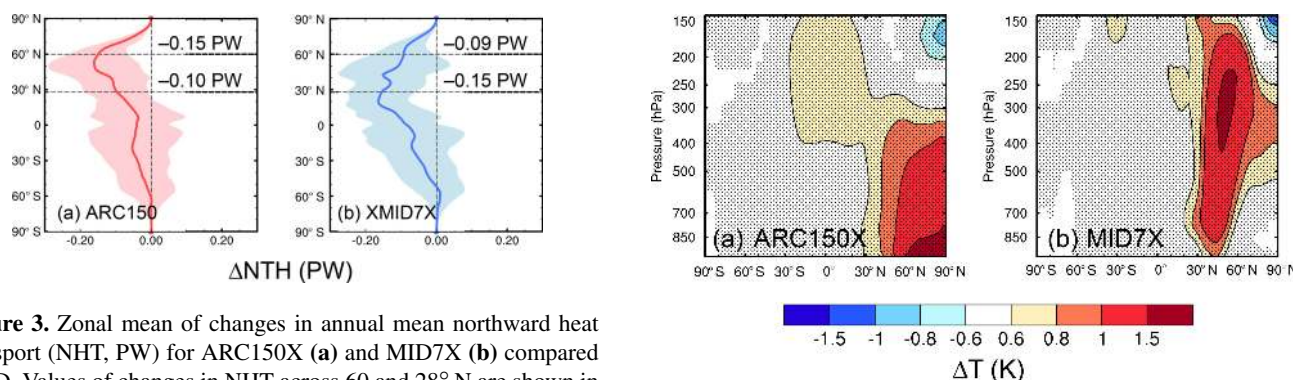 90° N
60° N
30° N
0
30° S
60° S
90° S
−0.15 PW
−0.10 PW
(a) ARC150
-0.20
0.00
0.20
90° N
60° N
30° N
0
30° S
60° S
90° S
−0.09 PW
−0.15 PW
(b) XMID7X
-0.20
0.00
0.20
ΔNTH (PW)
ure 3. Zonal mean of changes in annual mean northward heat
sport (NHT, PW) for ARC150X (a) and MID7X (b) compared
D. Values of changes in NHT across 60 and 28° N are shown in
Pressure (hPa)
150
250
300
400
500
700
850
(a) ARC150X
90°S 60°S 30°S 0° 30°N 60°N 90°N
Pressure (hPa)
150
250
300
400
500
700
850
(b) MID7X
90°S 60°S 30°S 0° 30°N 60°N 90°N
-1.5 -1 -0.8 -0.6 0.6 0.8 1 1.5
ΔT (K)